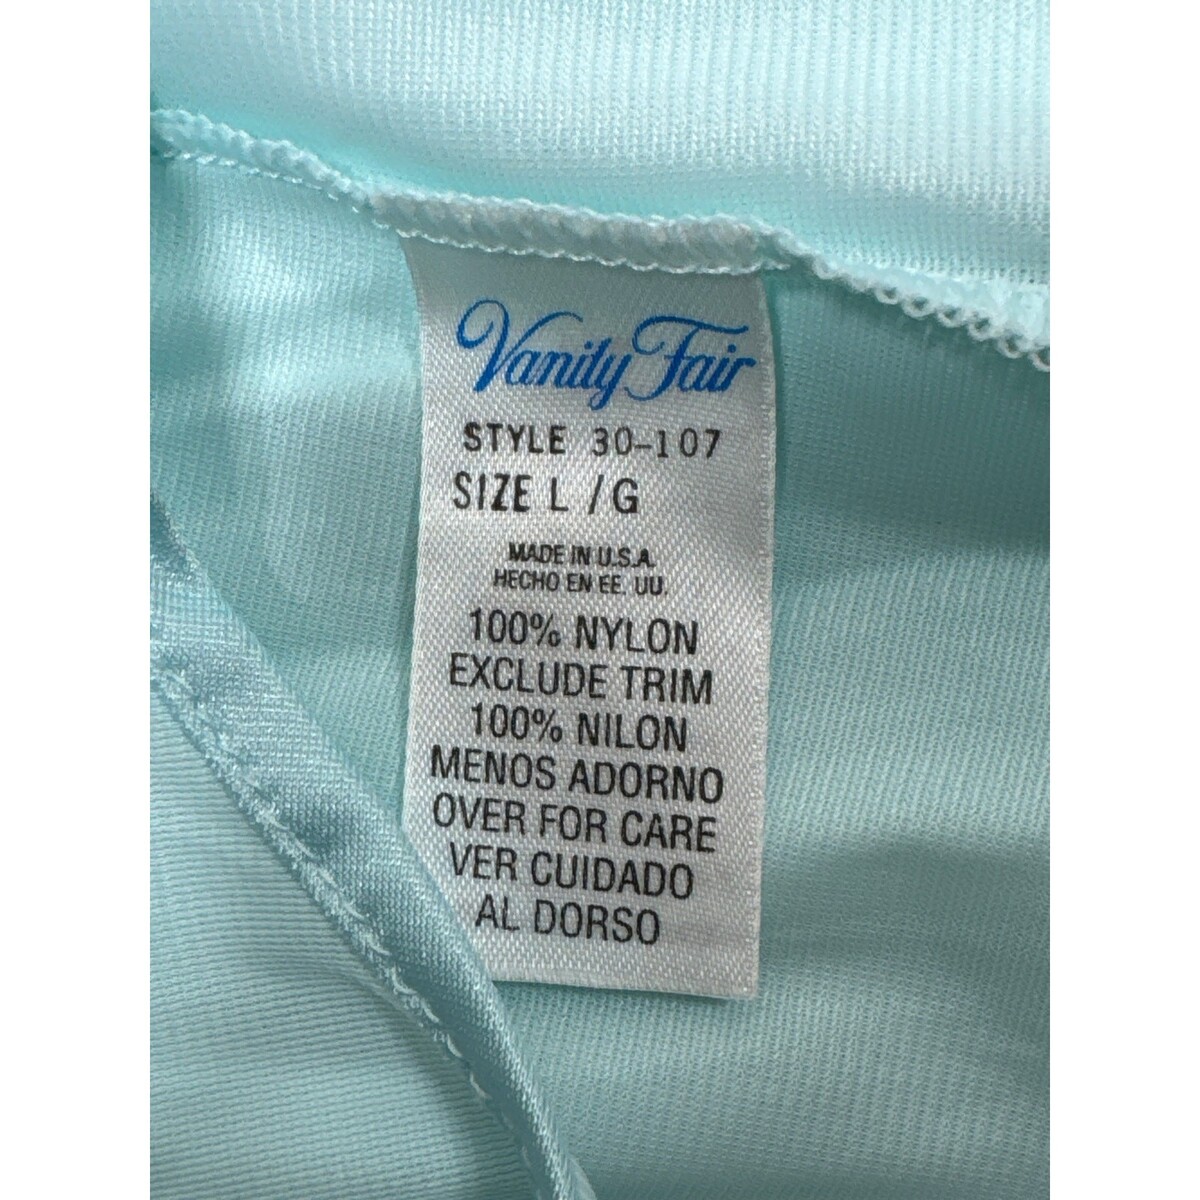 Vanity Fair
STYLE 30-107
SIZE L /G
MADE IN U.S.A.
HECHO EN EE. UU.
100% NYLON
EXCLUDE TRIM
100% NILON
MENOS ADORNO
OVER FOR CARE
VER CUIDADO
AL DORSO